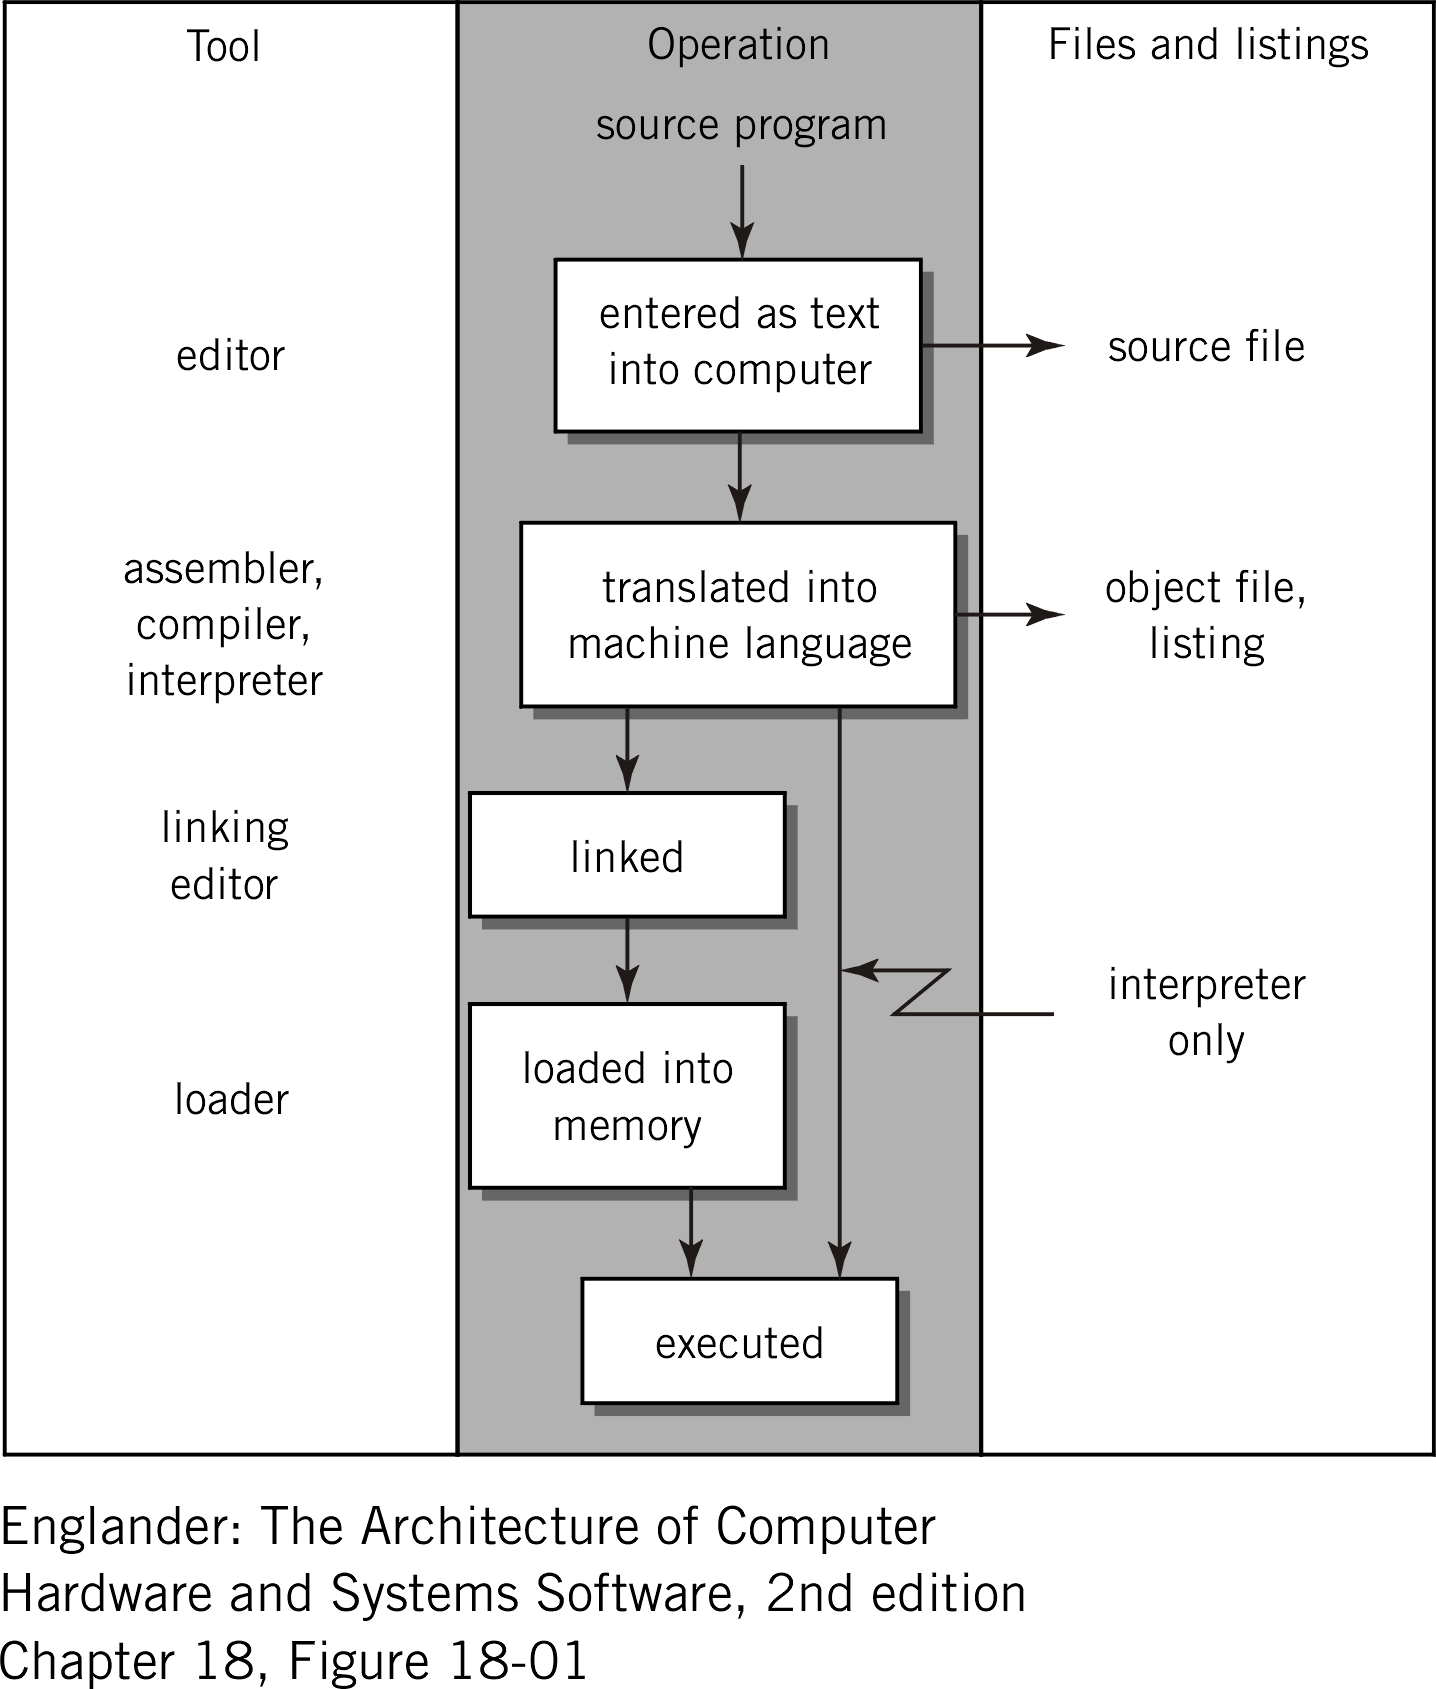 Tool
Operation
Files and listings
source program
editor
entered as text
into computer
source file
assembler,
compiler,
interpreter
translated into
machine language
object file,
listing
linking
editor
linked
interpreter
only
loader
loaded into
memory
executed
Englander: The Architecture of Computer
Hardware and Systems Software, 2nd edition
Chapter 18, Figure 18-01